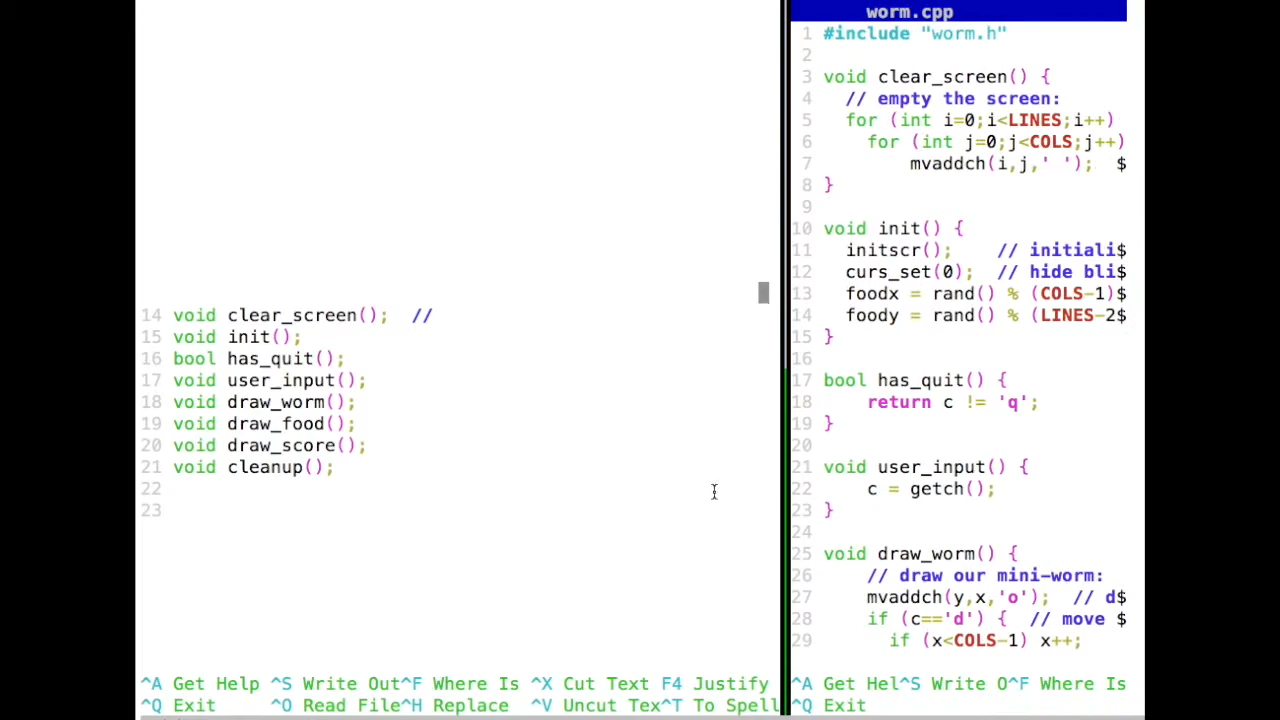 14 void clear_screen();  //
15 void init();
16 bool has_quit();
17 void user_input();
18 void draw_worm();
19 void draw_food();
20 void draw_score();
21 void cleanup();
22
23
^A Get Help ^S Write Out^F Where Is ^X Cut Text F4 Justify
^Q Exit     ^O Read File^H Replace  ^V Uncut Tex^T To Spell
worm.cpp
1 #include "worm.h"
2
3 void clear_screen() {
4   // empty the screen:
5   for (int i=0;i<LINES;i++)
6     for (int j=0;j<COLS;j++)
7         mvaddch(i,j,' ');  $
8 }
9
10 void init() {
11   initscr();    // initiali$
12   curs_set(0);  // hide bli$
13   foodx = rand() % (COLS-1)$
14   foody = rand() % (LINES-2$
15 }
16
17 bool has_quit() {
18     return c != 'q';
19 }
20
21 void user_input() {
22     c = getch();
23 }
24
25 void draw_worm() {
26     // draw our mini-worm:
27     mvaddch(y,x,'o');  // d$
28     if (c=='d') {  // move $
29       if (x<COLS-1) x++;
^A Get Hel^S Write O^F Where Is
^Q Exit